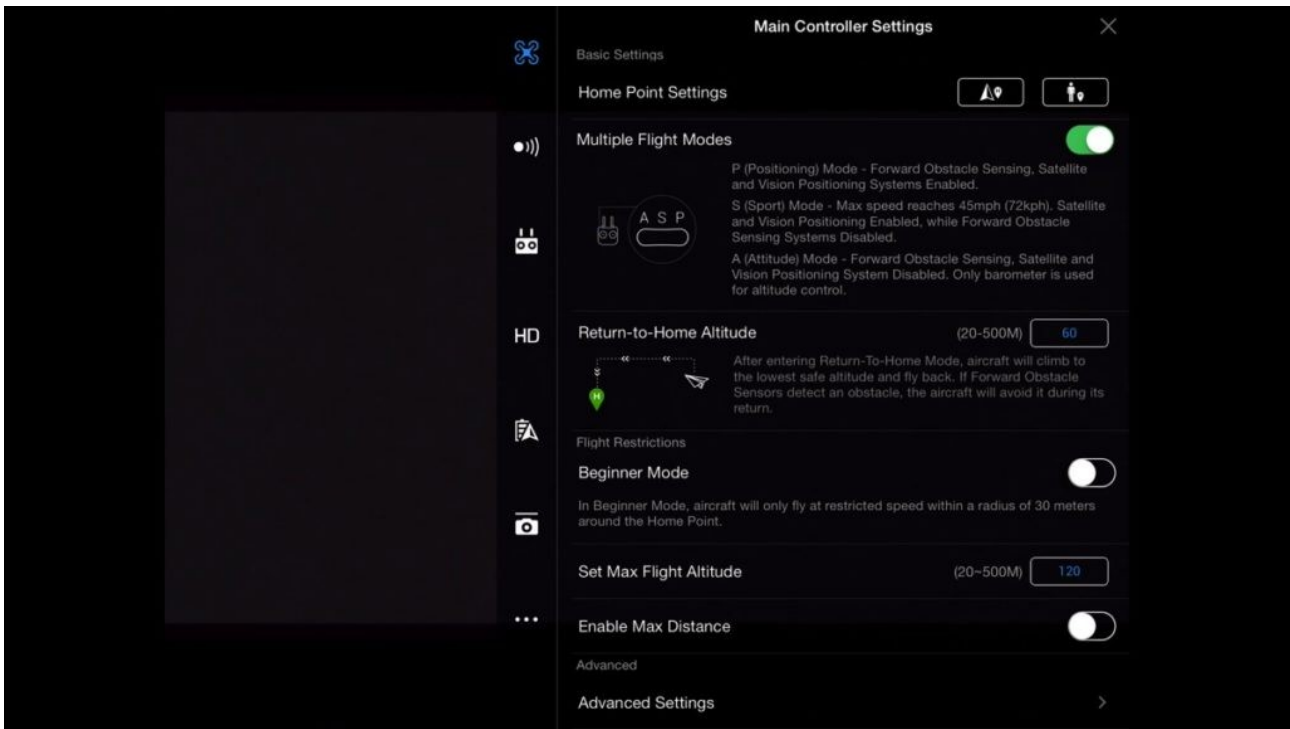 Main Controller Settings
Basic Settings
Home Point Settings
Multiple Flight Modes
P (Positioning) Mode - Forward Obstacle Sensing, Satellite
and Vision Positioning Systems Enabled.
S (Sport) Mode - Max speed reaches 45mph (72kph). Satellite
and Vision Positioning Enabled, while Forward Obstacle
Sensing Systems Disabled.
A (Attitude) Mode - Forward Obstacle Sensing, Satellite and
Vision Positioning System Disabled. Only barometer is used
for altitude control.
A S P
HD
Return-to-Home Altitude (20-500M) 60
After entering Return-To-Home Mode, aircraft will climb to
the lowest safe altitude and fly back. If Forward Obstacle
Sensors detect an obstacle, the aircraft will avoid it during its
return.
H
Flight Restrictions
Beginner Mode
In Beginner Mode, aircraft will only fly at restricted speed within a radius of 30 meters
around the Home Point.
Set Max Flight Altitude (20~500M) 120
Enable Max Distance
Advanced
Advanced Settings